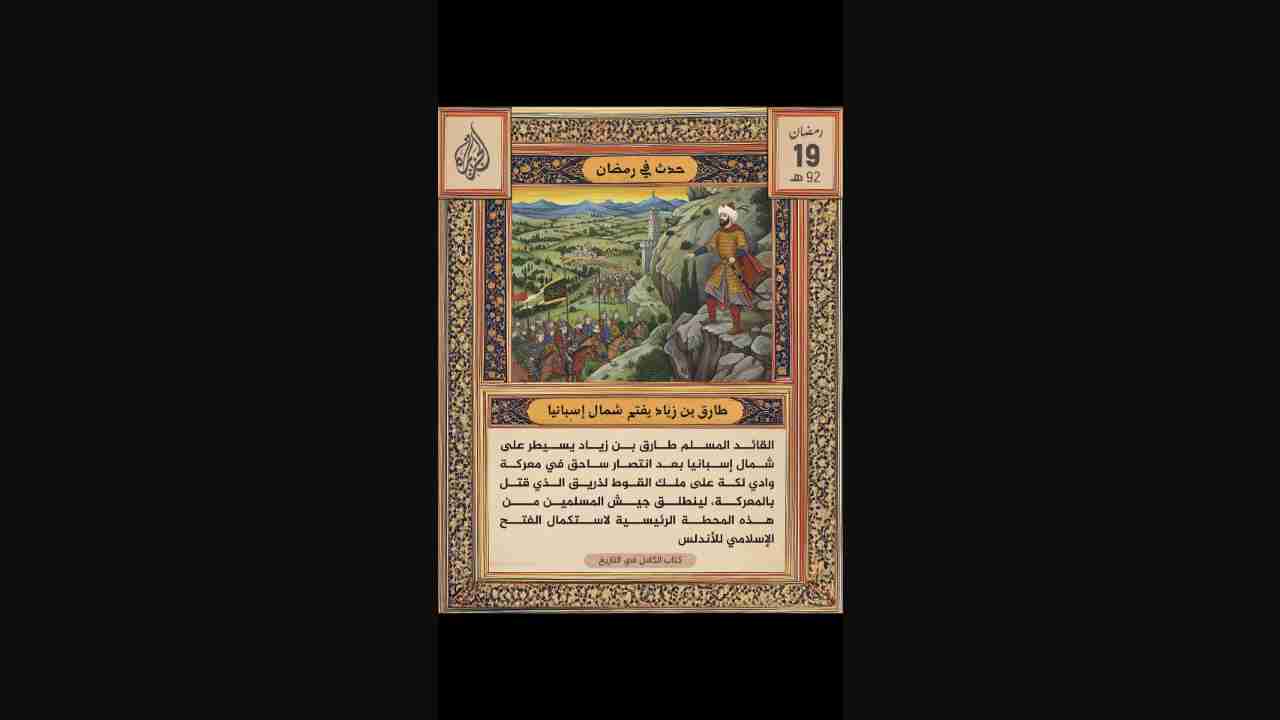 الجزيرة
رمضان
19
92 هـ
حدث في رمضان
طارق بن زياد يفتح شمال إسبانيا
القائد المسلم طارق بن زياد يسيطر على
شمال إسبانيا بعد انتصار ساحق في معركة
وادي لكة على ملك القوط لذريق الذي قتل
بالمعركة، لينطلق جيش المسلمين من
هذه المحطة الرئيسية لاستكمال الفتح
الإسلامي للأندلس
كتاب الكامل في التاريخ